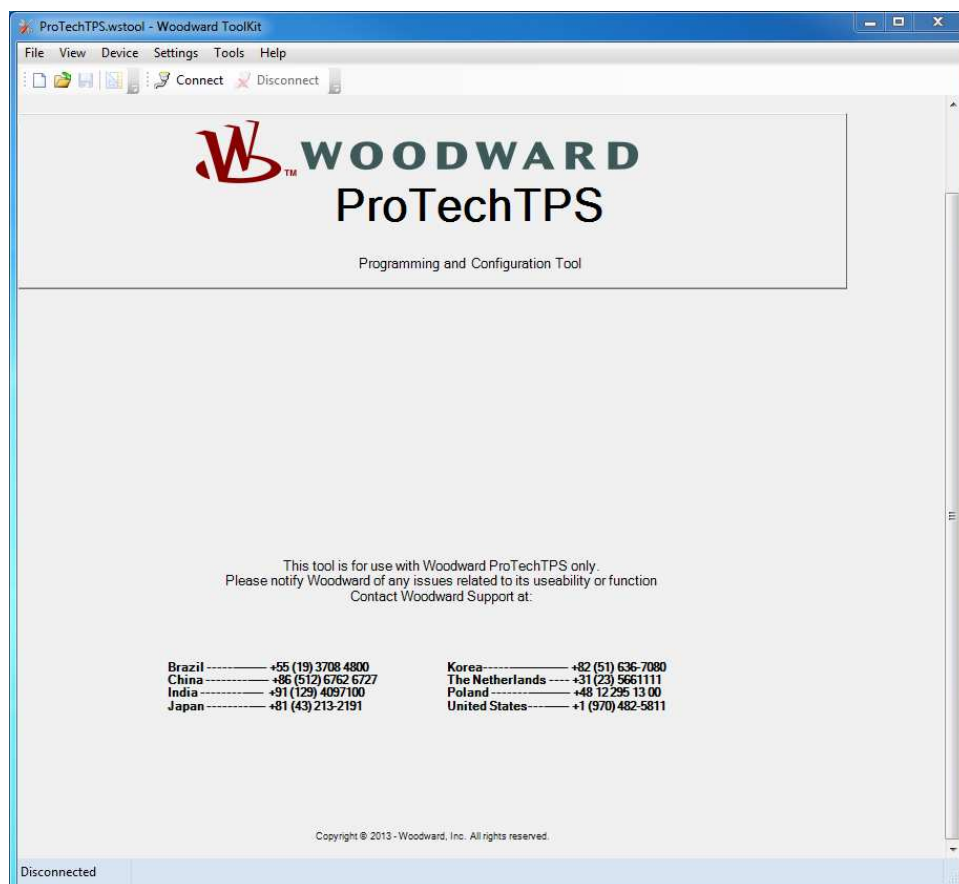 ProTechTPS.wstool - Woodward ToolKit
File View Device Settings Tools Help
Connect Disconnect
W™ WOODWARD
ProTechTPS
Programming and Configuration Tool
This tool is for use with Woodward ProTechTPS only.
Please notify Woodward of any issues related to its useability or function
Contact Woodward Support at:
Brazil ----------- +55 (19) 3708 4800
China ----------- +86 (512) 6762 6727
India ----------- +91 (129) 4097100
Japan ----------- +81 (43) 213-2191
Korea----------- +82 (51) 636-7080
The Netherlands ---- +31 (23) 5661111
Poland ----------- +48 12 295 13 00
United States------- +1 (970) 482-5811
Copyright © 2013 - Woodward, Inc. All rights reserved.
Disconnected